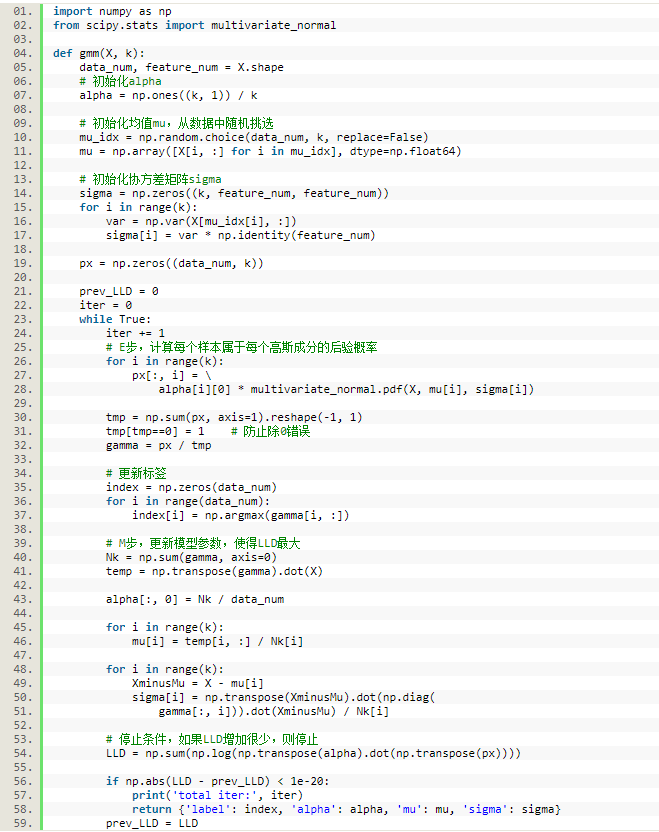 01. import numpy as np
02. from scipy.stats import multivariate_normal
03.
04. def gmm(X, k):
05.     data_num, feature_num = X.shape
06.     # 初始化alpha
07.     alpha = np.ones((k, 1)) / k
08.
09.     # 初始化均值mu，从数据中随机挑选
10.     mu_idx = np.random.choice(data_num, k, replace=False)
11.     mu = np.array([X[i, :] for i in mu_idx], dtype=np.float64)
12.
13.     # 初始化协方差矩阵sigma
14.     sigma = np.zeros((k, feature_num, feature_num))
15.     for i in range(k):
16.         var = np.var(X[mu_idx[i], :])
17.         sigma[i] = var * np.identity(feature_num)
18.
19.     px = np.zeros((data_num, k))
20.
21.     prev_LLD = 0
22.     iter = 0
23.     while True:
24.         iter += 1
25.         # E步，计算每个样本属于每个高斯成分的后验概率
26.         for i in range(k):
27.             px[:, i] = \
28.                 alpha[i][0] * multivariate_normal.pdf(X, mu[i], sigma[i])
29.
30.         tmp = np.sum(px, axis=1).reshape(-1, 1)
31.         tmp[tmp==0] = 1    # 防止除0错误
32.         gamma = px / tmp
33.
34.         # 更新标签
35.         index = np.zeros(data_num)
36.         for i in range(data_num):
37.             index[i] = np.argmax(gamma[i, :])
38.
39.         # M步，更新模型参数，使得LLD最大
40.         Nk = np.sum(gamma, axis=0)
41.         temp = np.transpose(gamma).dot(X)
42.
43.         alpha[:, 0] = Nk / data_num
44.
45.         for i in range(k):
46.             mu[i] = temp[i, :] / Nk[i]
47.
48.         for i in range(k):
49.             XminusMu = X - mu[i]
50.             sigma[i] = np.transpose(XminusMu).dot(np.diag(
51.                 gamma[:, i])).dot(XminusMu) / Nk[i]
52.
53.         # 停止条件，如果LLD增加很少，则停止
54.         LLD = np.sum(np.log(np.transpose(alpha).dot(np.transpose(px))))
55.
56.         if np.abs(LLD - prev_LLD) < 1e-20:
57.             print('total iter:', iter)
58.             return {'label': index, 'alpha': alpha, 'mu': mu, 'sigma': sigma}
59.         prev_LLD = LLD